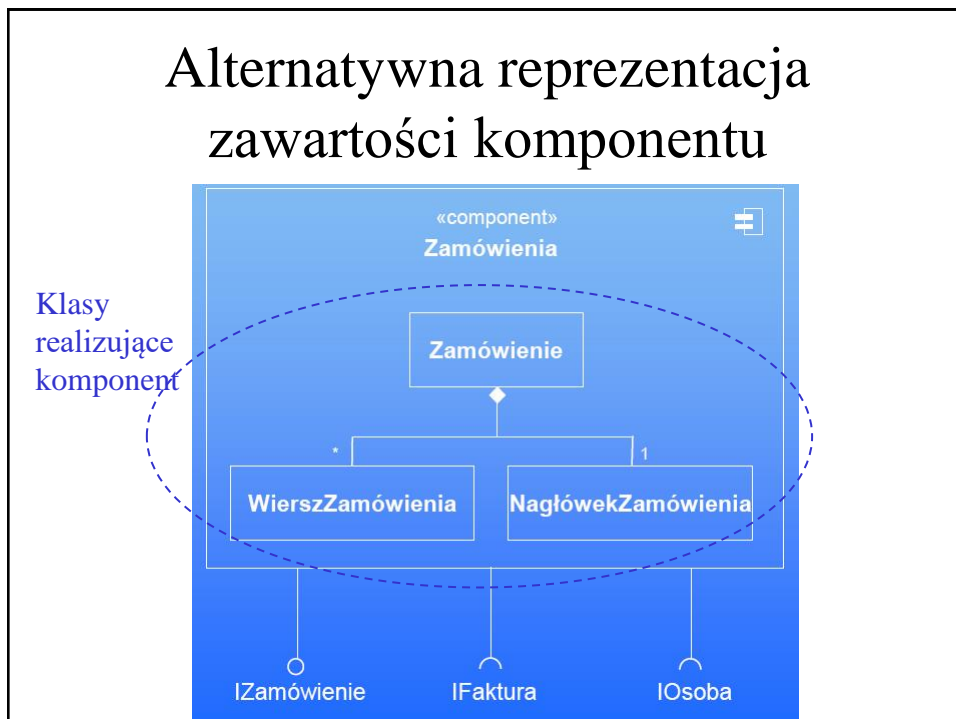 Alternatywna reprezentacja
zawartości komponentu
«component»
Zamówienia
Klasy
realizujące
komponent
Zamówienie
* 1
WierszZamówienia NagłówekZamówienia
IZamówienie IFaktura IOsoba